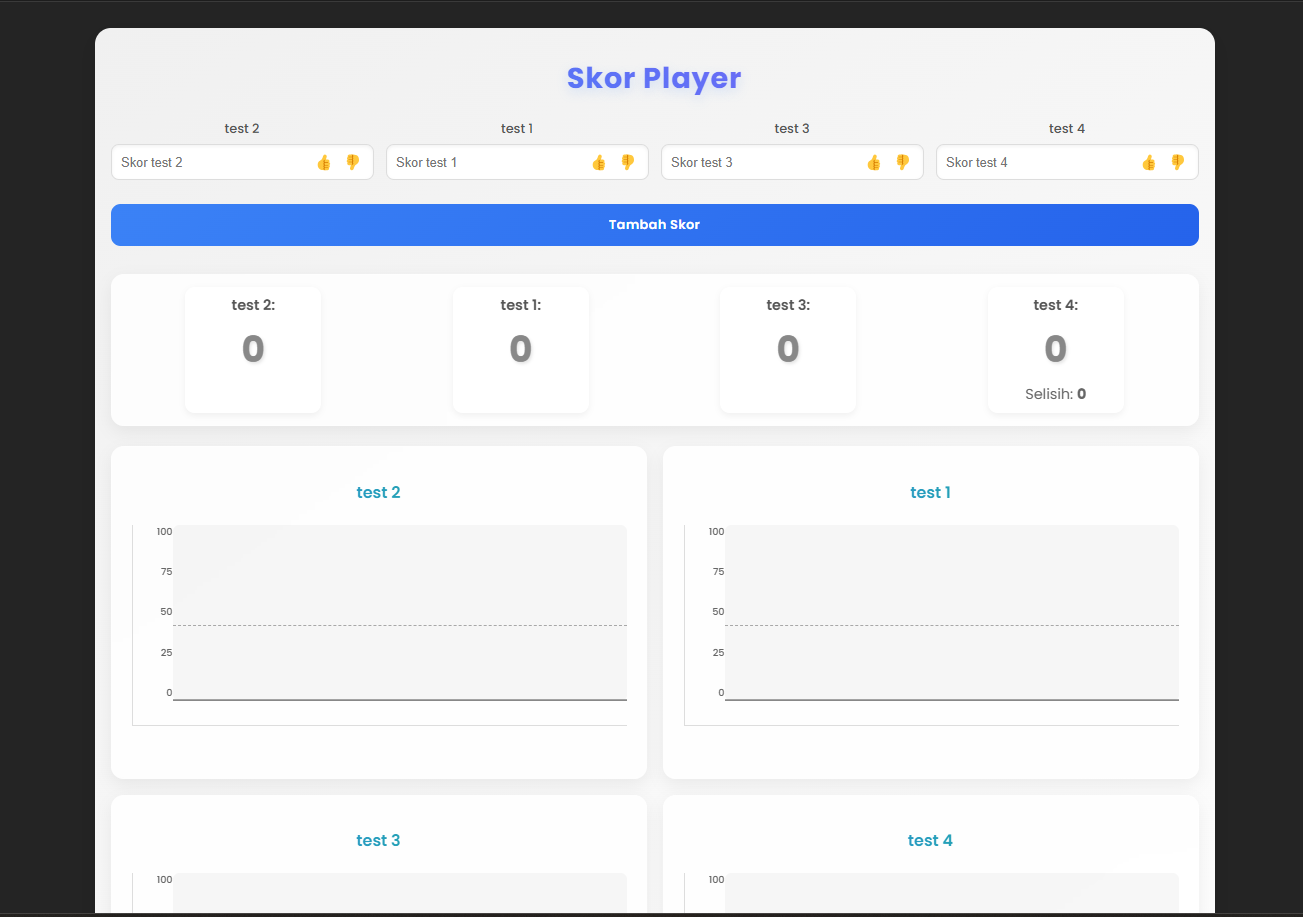 Skor Player
test 2
test 1
test 3
test 4
Skor test 2
Skor test 1
Skor test 3
Skor test 4
Tambah Skor
test 2:
0
test 1:
0
test 3:
0
test 4:
0
Selisih: 0
test 2
100
75
50
25
0
test 1
100
75
50
25
0
test 3
100
test 4
100